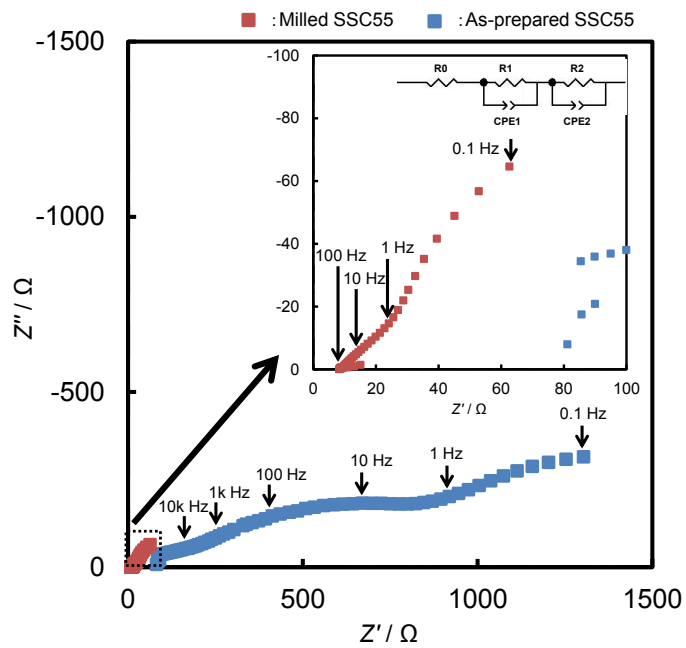 : Milled SSC55 : As-prepared SSC55
-1500
-1000
-500
0
0 500 1000 1500
Z″ / Ω
Z′ / Ω
-100
-80
-60
-40
-20
0
0 20 40 60 80 100
Z′ / Ω
R0 R1 R2
CPE1 CPE2
0.1 Hz
1 Hz
100 Hz
10 Hz
0.1 Hz
1 Hz
10 Hz
100 Hz
1k Hz
10k Hz